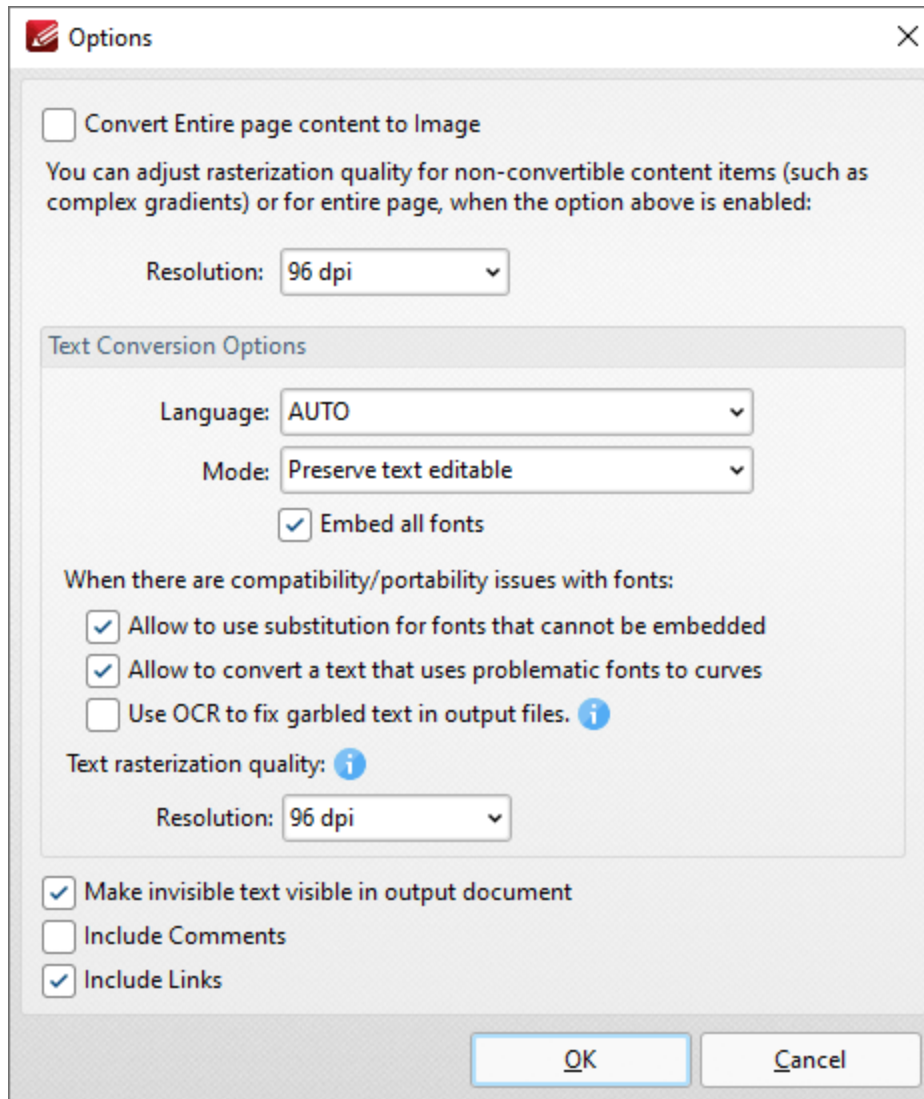 Options
Convert Entire page content to Image
You can adjust rasterization quality for non-convertible content items (such as
complex gradients) or for entire page, when the option above is enabled:
Resolution: 96 dpi
Text Conversion Options
Language: AUTO
Mode: Preserve text editable
Embed all fonts
When there are compatibility/portability issues with fonts:
Allow to use substitution for fonts that cannot be embedded
Allow to convert a text that uses problematic fonts to curves
Use OCR to fix garbled text in output files. i
Text rasterization quality: i
Resolution: 96 dpi
Make invisible text visible in output document
Include Comments
Include Links
OK Cancel